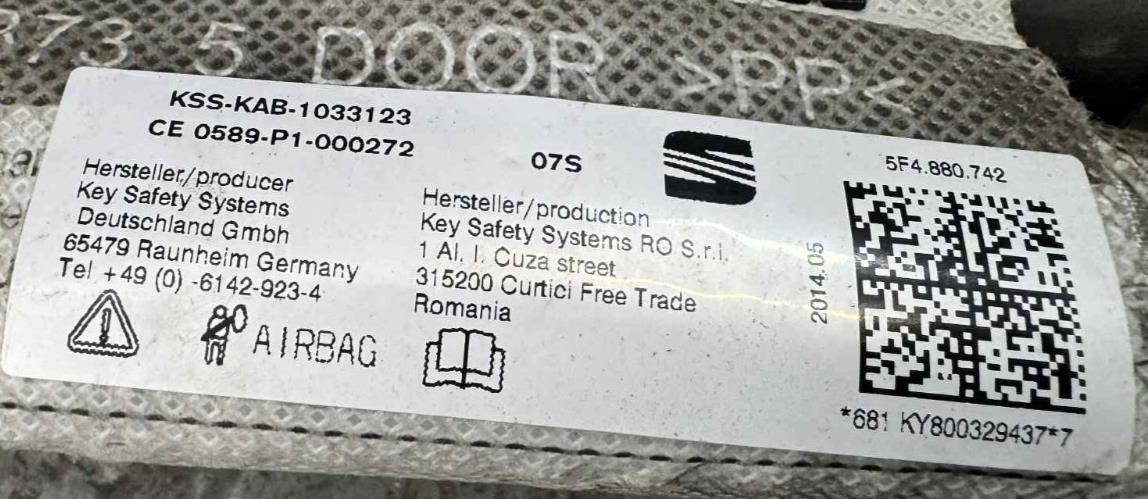 R73 5 DOOR >PP<
KSS-KAB-1033123
CE 0589-P1-000272
07S
Hersteller/producer
Key Safety Systems
Deutschland Gmbh
65479 Raunheim Germany
Tel +49 (0) -6142-923-4
AIRBAG
Hersteller/production
Key Safety Systems RO S.r.l.
1 Al. I. Cuza street
315200 Curtici Free Trade
Romania
2014.05
5F4.880.742
*681 KY800329437*7